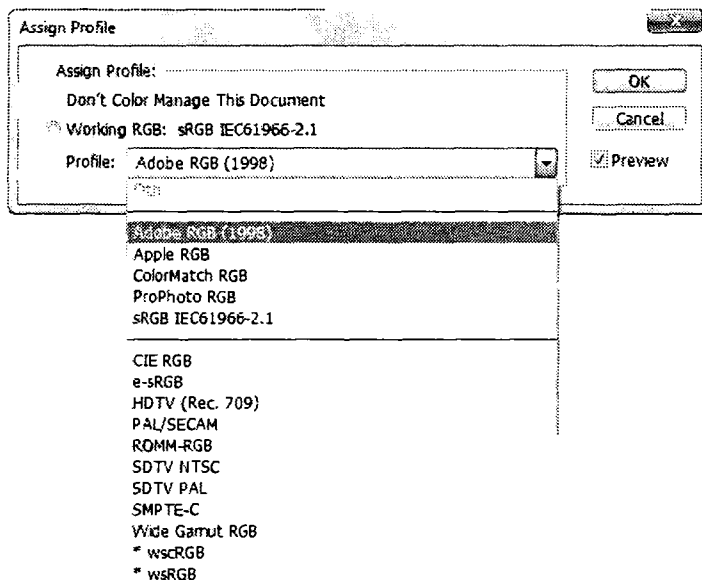 Assign Profile
Assign Profile:
OK
Don't Color Manage This Document
Cancel
Working RGB: sRGB IEC61966-2.1
Profile: Adobe RGB (1998)
Preview
Adobe RGB (1998)
Apple RGB
ColorMatch RGB
ProPhoto RGB
sRGB IEC61966-2.1
CIE RGB
e-sRGB
HDTV (Rec. 709)
PAL/SECAM
ROMM-RGB
SDTV NTSC
SDTV PAL
SMPTE-C
Wide Gamut RGB
* wscRGB
* wsRGB